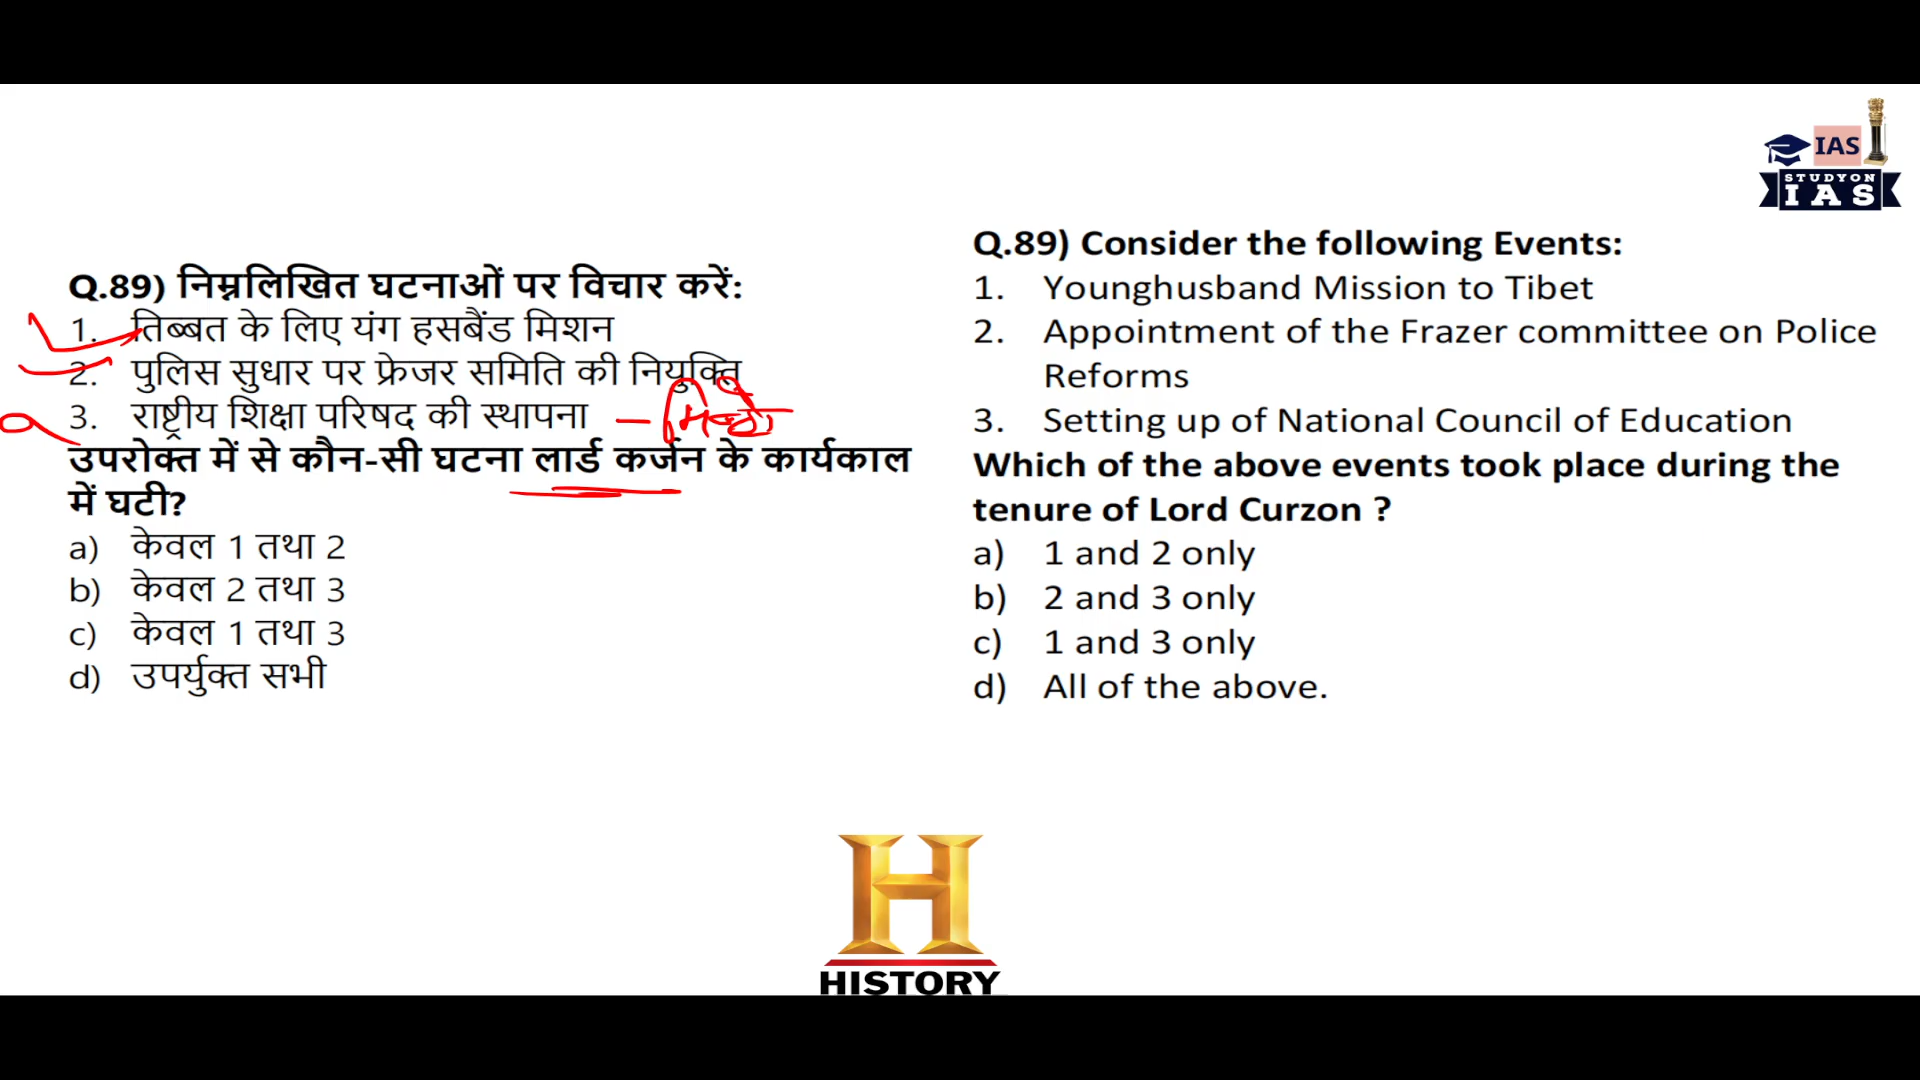 IAS
STUDYON
IAS
Q.89) निम्नलिखित घटनाओं पर विचार करें:
1. तिब्बत के लिए यंग हसबैंड मिशन
2. पुलिस सुधार पर फ्रेजर समिति की नियुक्ति
3. राष्ट्रीय शिक्षा परिषद की स्थापना
उपरोक्त में से कौन-सी घटना लार्ड कर्जन के कार्यकाल
में घटी?
a) केवल 1 तथा 2
b) केवल 2 तथा 3
c) केवल 1 तथा 3
d) उपर्युक्त सभी
Q.89) Consider the following Events:
1. Younghusband Mission to Tibet
2. Appointment of the Frazer committee on Police
Reforms
3. Setting up of National Council of Education
Which of the above events took place during the
tenure of Lord Curzon ?
a) 1 and 2 only
b) 2 and 3 only
c) 1 and 3 only
d) All of the above.
H
HISTORY